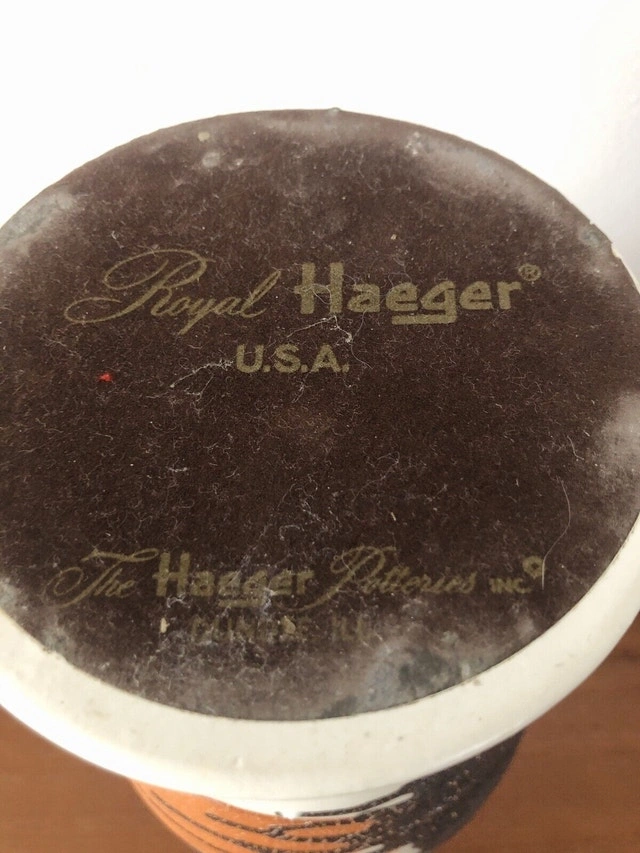 Royal Haeger®
U.S.A.
The Haeger Potteries INC.